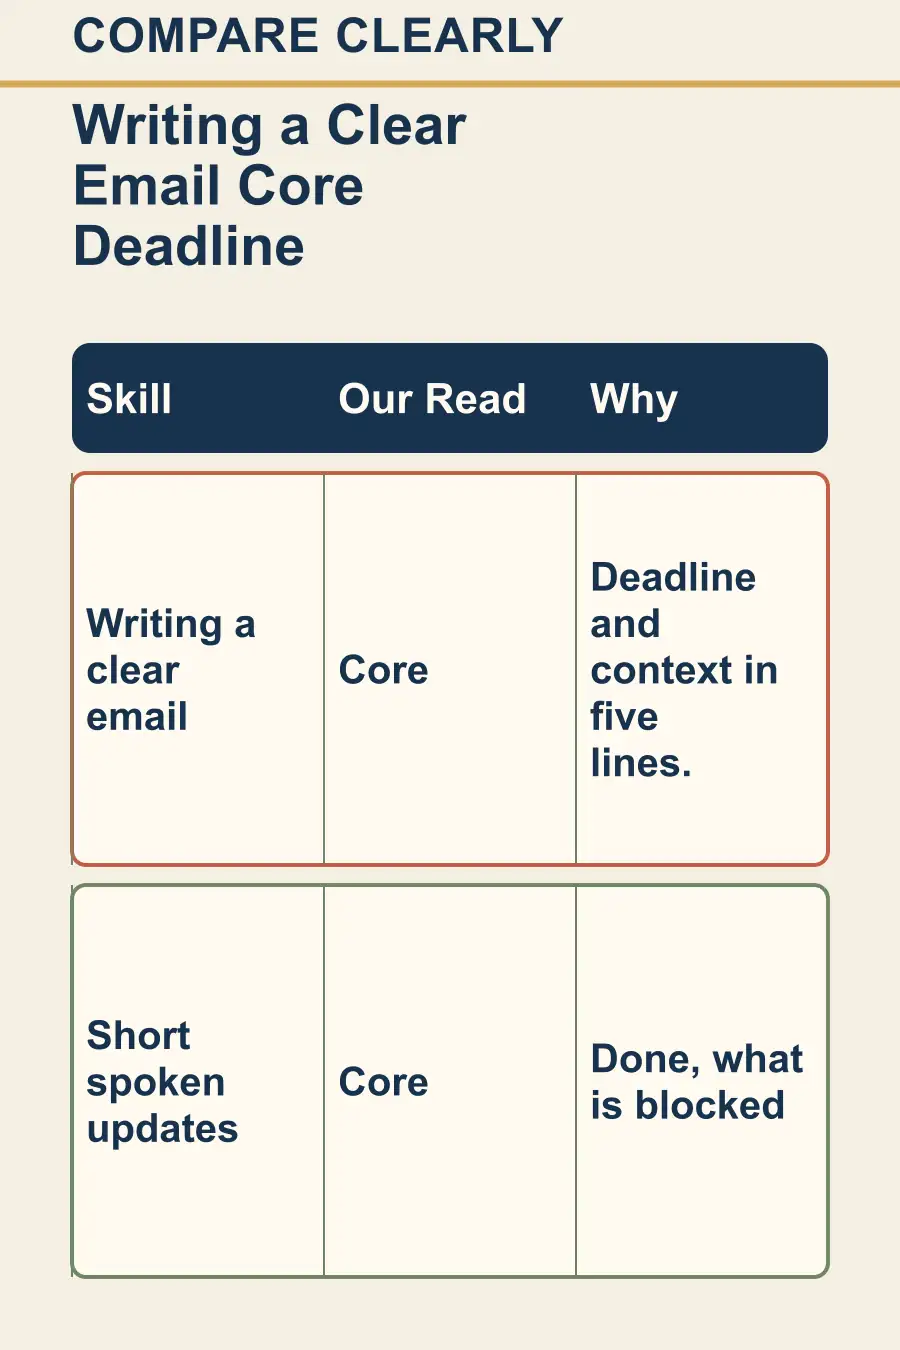 COMPARE CLEARLY
Writing a Clear
Email Core
Deadline
Skill
Our Read
Why
Writing a
clear
email
Core
Deadline
and
context in
five
lines.
Short
spoken
updates
Core
Done, what
is blocked